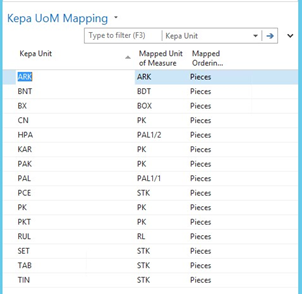 Kepa UoM Mapping
Type to filter (F3) Kepa Unit
Kepa Unit Mapped Unit of Measure Mapped Orderin...
ARK ARK Pieces
BNT BDT Pieces
BX BOX Pieces
CN PK Pieces
HPA PAL1/2 Pieces
KAR PK Pieces
PAK PK Pieces
PAL PAL1/1 Pieces
PCE STK Pieces
PK PK Pieces
PKT PK Pieces
RUL RL Pieces
SET STK Pieces
TAB STK Pieces
TIN STK Pieces